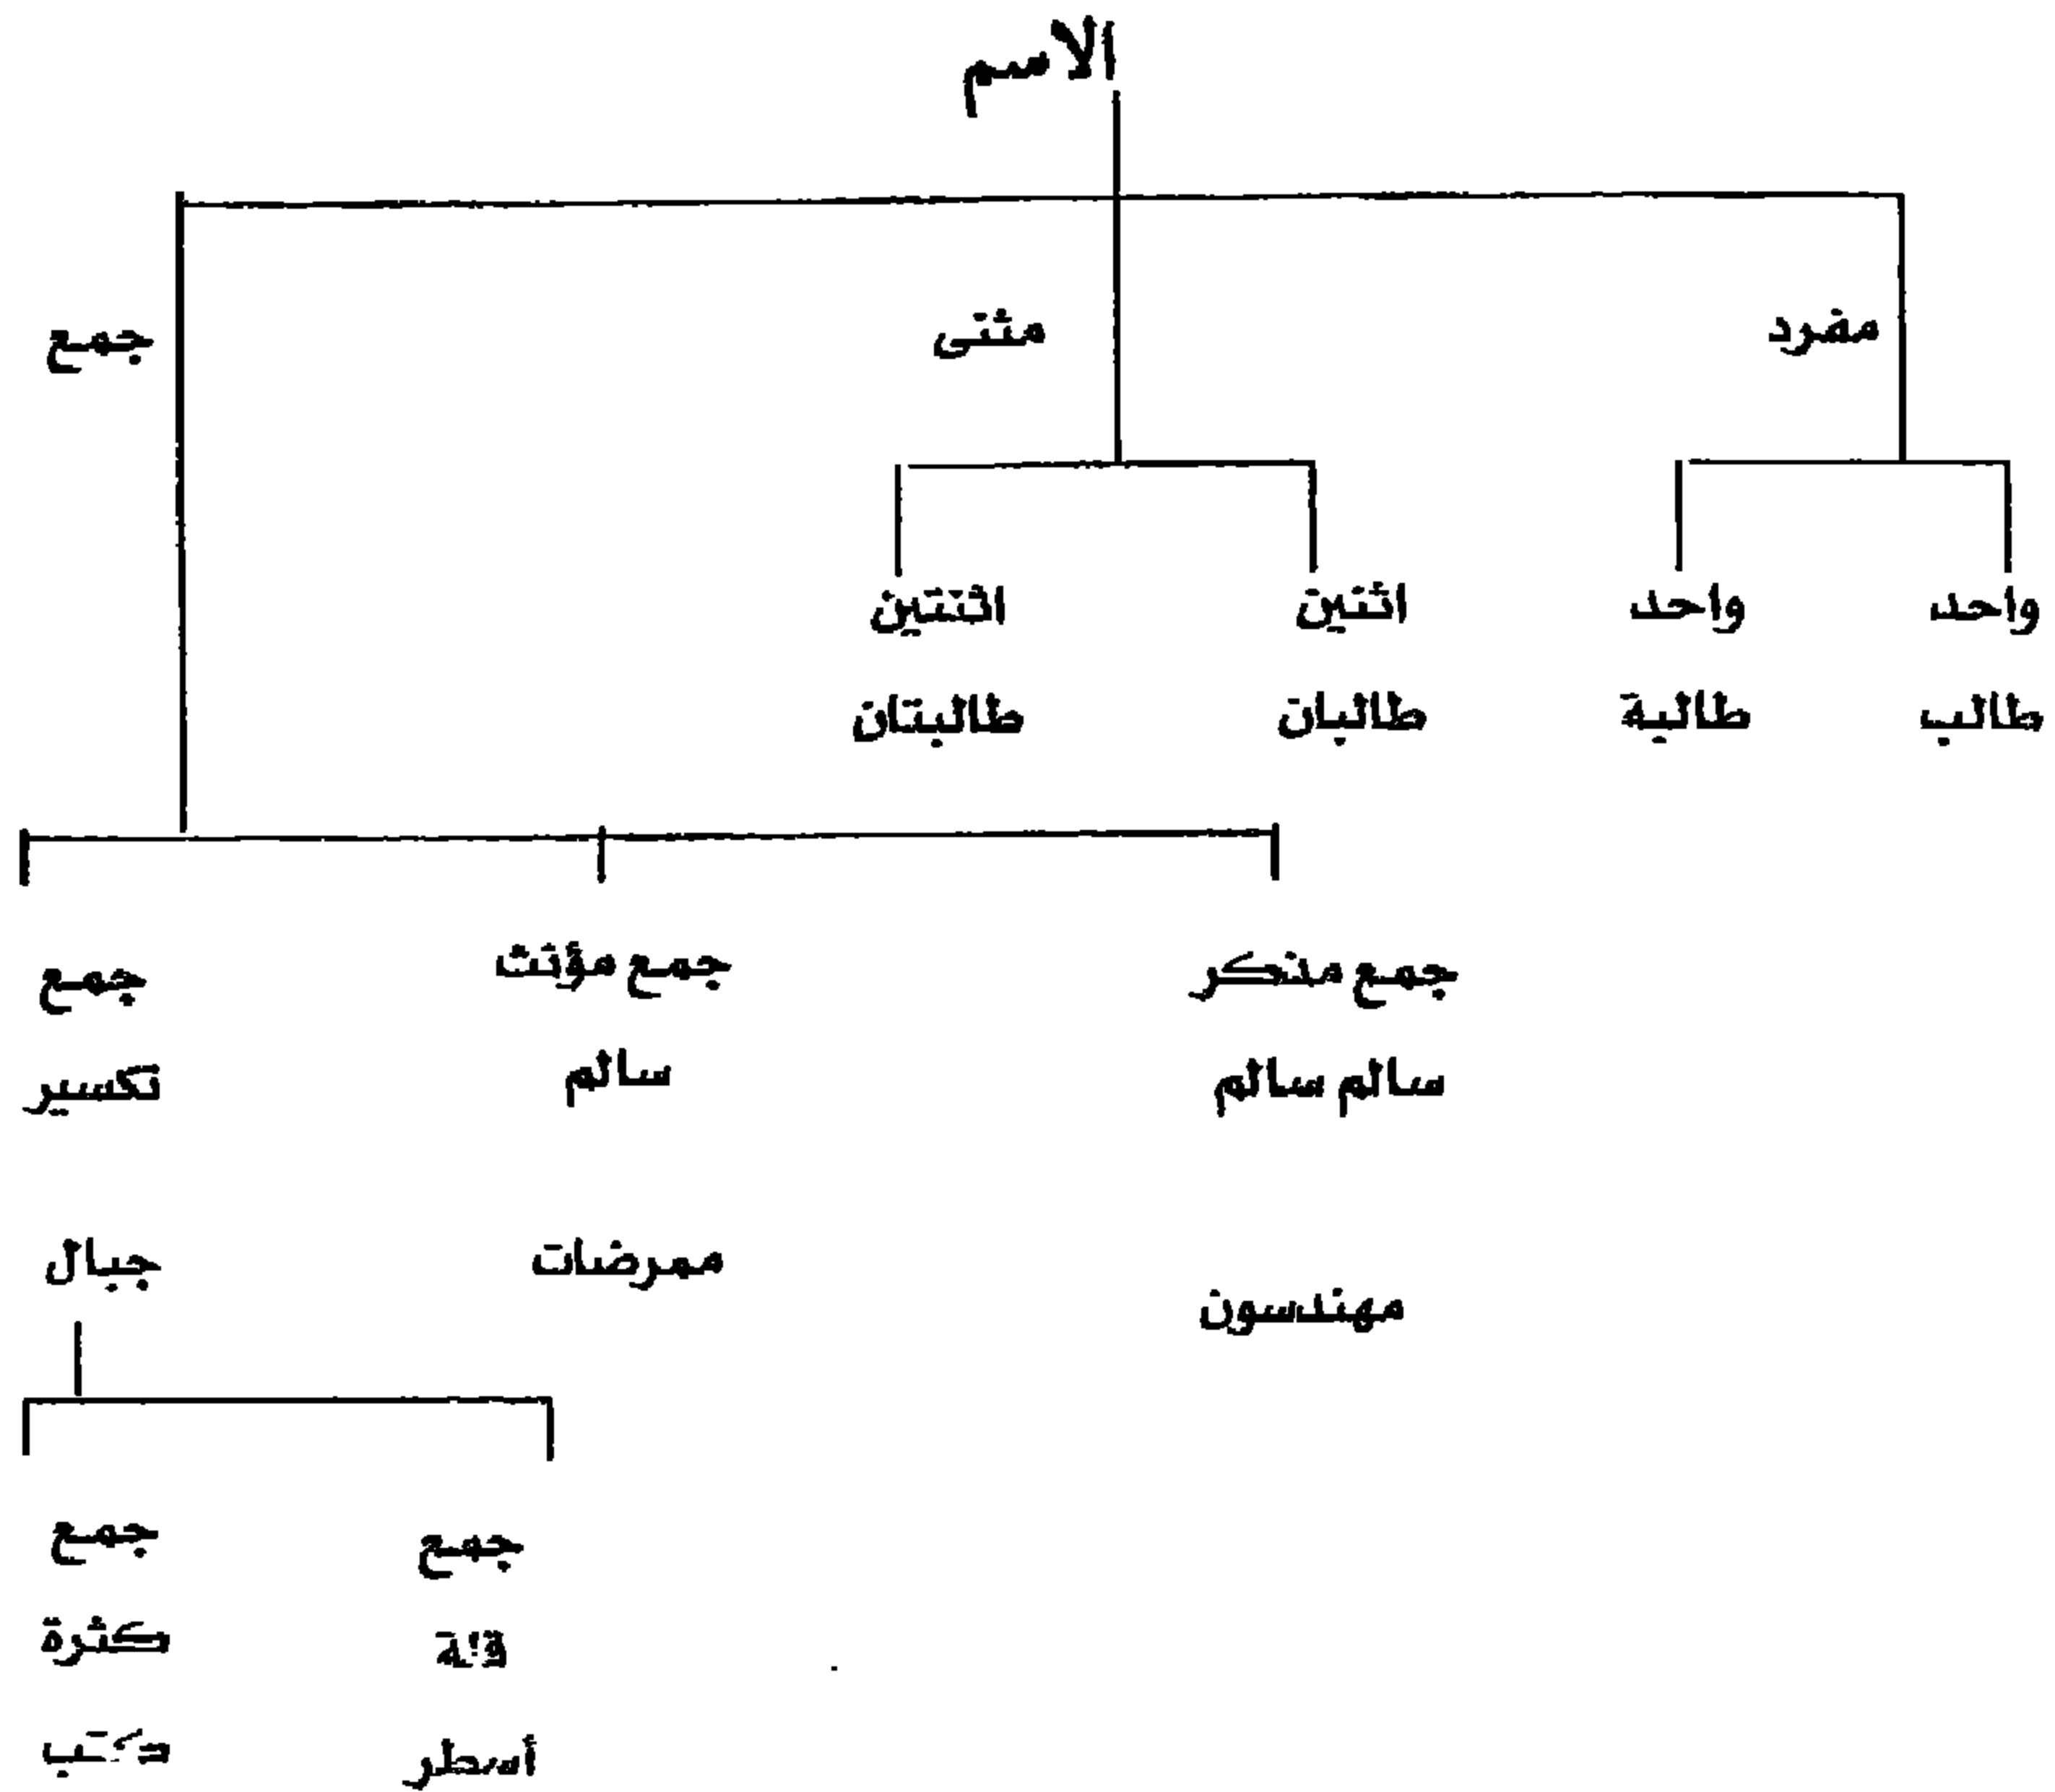 الاسم
مفرد
مثنى
جمع
واحد
واحد
اثنين
اثنتين
طالب
طالبة
طالبان
طالبتان
جمع مذكر
سالم سالم
جمع مؤنث
سالم
جمع
تكسير
مهندسون
ممرضات
جبال
جمع
قلة
أسطر
جمع
كثرة
كتب